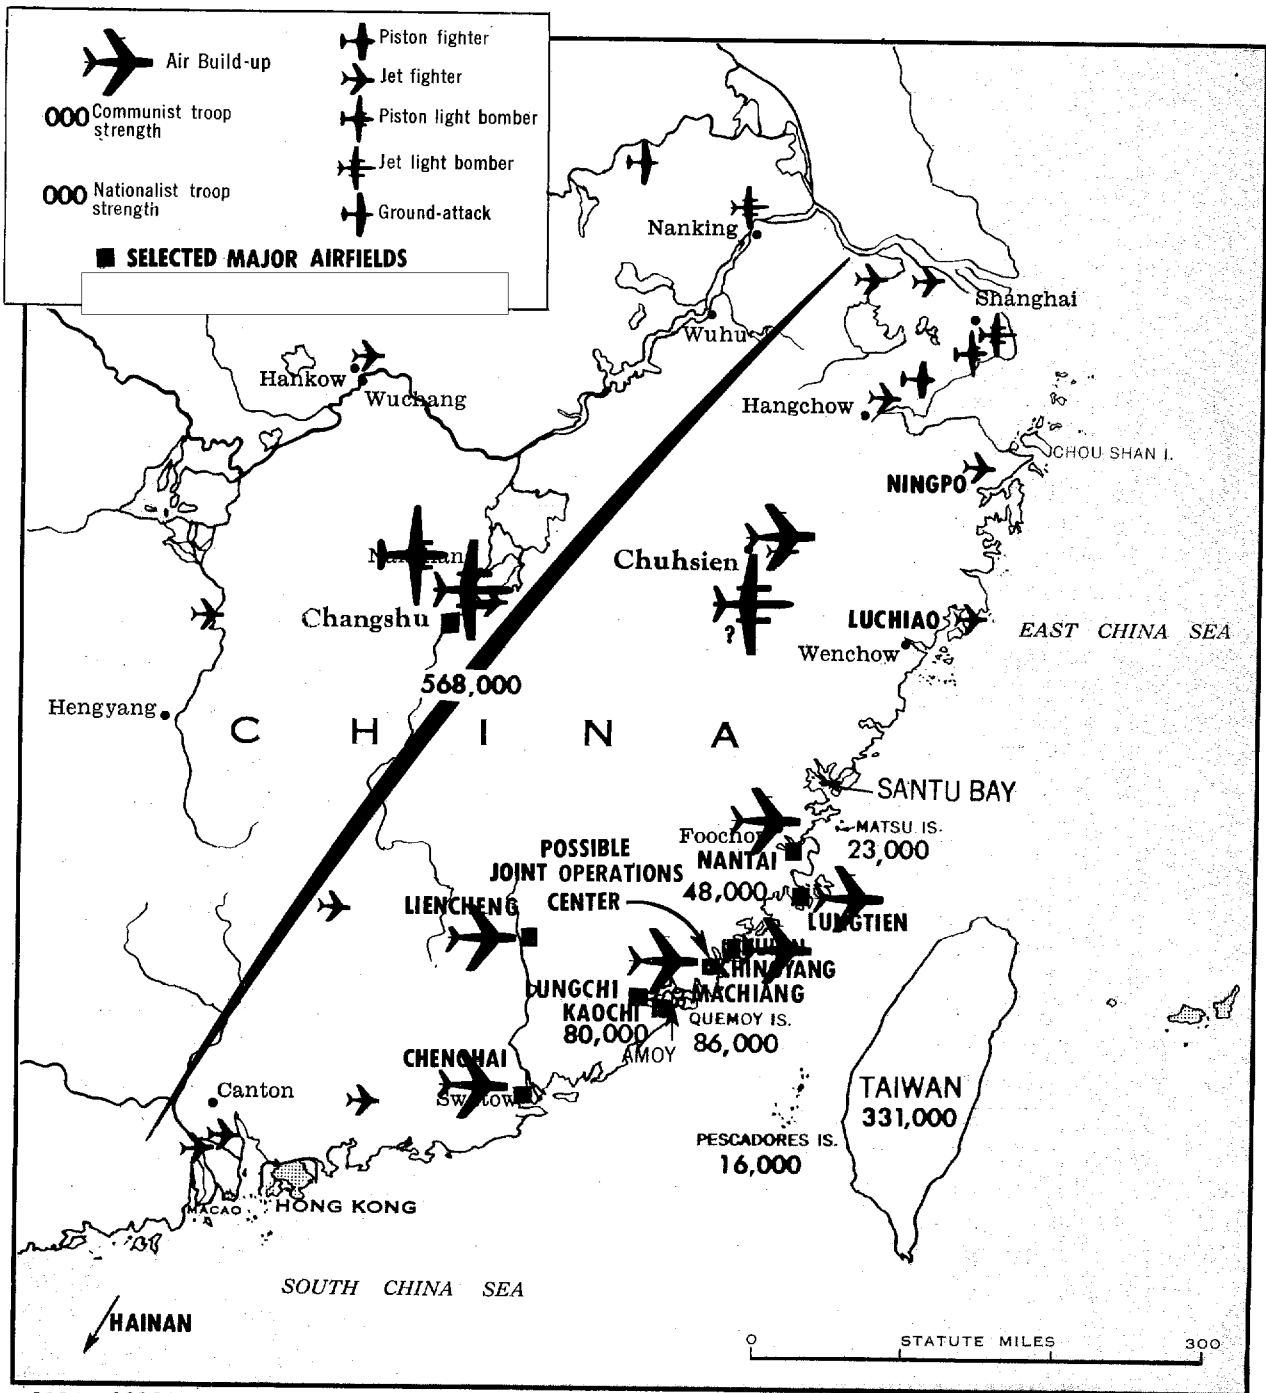 Air Build-up
000 Communist troop
strength
000 Nationalist troop
strength
Piston fighter
Jet fighter
Piston light bomber
Jet light bomber
Ground-attack
SELECTED MAJOR AIRFIELDS
Nanking
Shanghai
Wuhu
Hankow
Wuchang
Hangchow
CHOU SHAN I.
NINGPO
Chuhsien
Changshu
?
LUCHIAO
EAST CHINA SEA
Wenchow
568,000
Hengyang
C H I N A
SANTU BAY
MATSU IS.
23,000
Foochow
NANTAI
48,000
POSSIBLE
JOINT OPERATIONS
CENTER
LIENCHENG
LUNGTIEN
CHINGYANG
MACHIANG
LUNGCHI
KAOCHI
80,000
QUEMOY IS.
86,000
AMOY
CHENGHAI
Swatow
Canton
TAIWAN
331,000
PESCADORES IS.
16,000
MACAO
HONG KONG
SOUTH CHINA SEA
HAINAN
0 STATUTE MILES 300